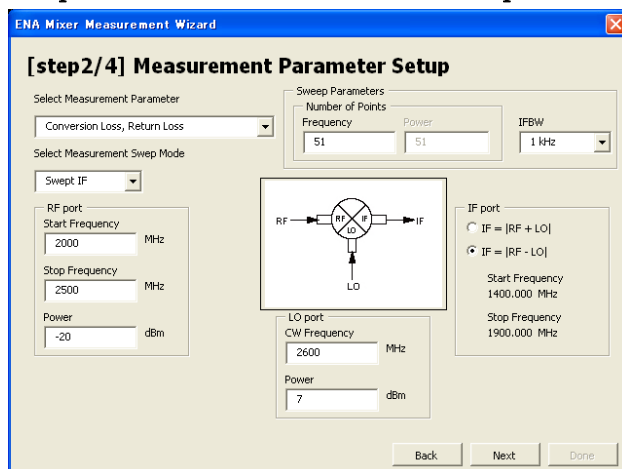 ENA Mixer Measurement Wizard
[step2/4] Measurement Parameter Setup
Select Measurement Parameter
Conversion Loss, Return Loss
Select Measurement Swep Mode
Swept IF
Sweep Parameters
Number of Points
Frequency
51
Power
51
IFBW
1 kHz
RF port
Start Frequency
2000 MHz
Stop Frequency
2500 MHz
Power
-20 dBm
RF
RF IF
LO
IF
LO
LO port
CW Frequency
2600 MHz
Power
7 dBm
IF port
IF = |RF + LO|
IF = |RF - LO|
Start Frequency
1400.000 MHz
Stop Frequency
1900.000 MHz
Back
Next
Done